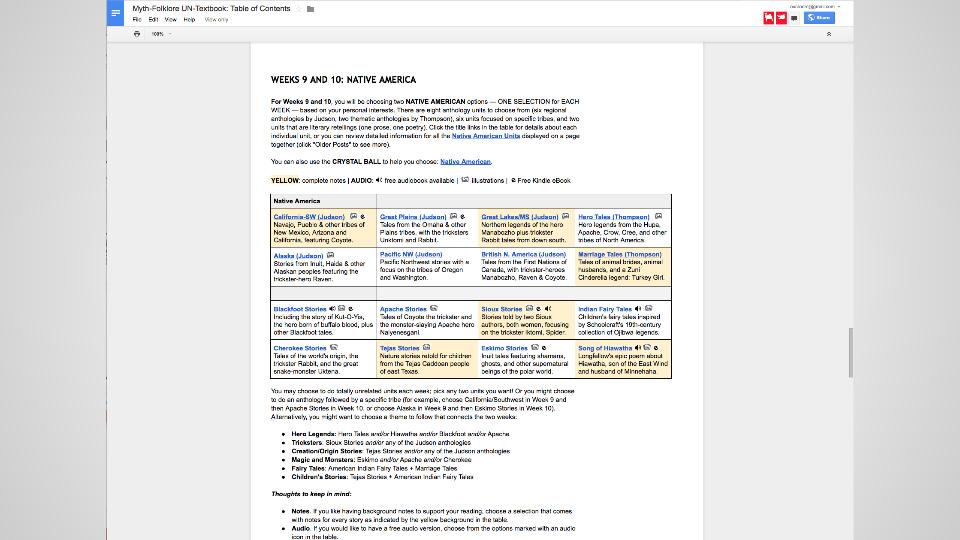 Myth-Folklore UN-Textbook: Table of Contents
File Edit View Help View only
Share
100%
WEEKS 9 AND 10: NATIVE AMERICA
For Weeks 9 and 10, you will be choosing two NATIVE AMERICAN options — ONE SELECTION for EACH
WEEK — based on your personal interests. There are eight anthology units to choose from (six regional
anthologies by Judson, two thematic anthologies by Thompson), six units focused on specific tribes, and two
units that are literary retellings (one prose, one poetry). Click the title links in the table for details about each
individual unit, or you can review detailed information for all the Native American Units displayed on a page
together (click "Older Posts" to see more).
You can also use the CRYSTAL BALL to help you choose: Native American.
YELLOW: complete notes | AUDIO: free audiobook available | illustrations | Free Kindle eBook
Native America
California-SW (Judson)
Navajo, Pueblo & other tribes of
New Mexico, Arizona and
California, featuring Coyote.
Great Plains (Judson)
Tales from the Omaha & other
Plains tribes, with the tricksters
Unktomi and Rabbit.
Great Lakes/MS (Judson)
Northern legends of the hero
Manabozho plus trickster
Rabbit tales from down south.
Hero Tales (Thompson)
Hero legends from the Hupa,
Apache, Crow, Cree, and other
tribes of North America.
Alaska (Judson)
Stories from Inuit, Haida & other
Alaskan peoples featuring the
trickster-hero Raven.
Pacific NW (Judson)
Pacific Northwest stories with a
focus on the tribes of Oregon
and Washington.
British N. America (Judson)
Tales from the First Nations of
Canada, with trickster-heroes
Manabozho, Raven & Coyote.
Marriage Tales (Thompson)
Tales of animal brides, animal
husbands, and a Zuni
Cinderella legend: Turkey Girl.
Blackfoot Stories
Including the story of Kut-O-Yis,
the hero born of buffalo blood, plus
other Blackfoot tales.
Apache Stories
Tales of Coyote the trickster and
the monster-slaying Apache hero
Naiyenesgani.
Sioux Stories
Stories told by two Sioux
authors, both women, focusing
on the trickster Iktomi, Spider.
Indian Fairy Tales
Children's fairy tales inspired
by Schoolcraft's 19th-century
collection of Ojibwa legends.
Cherokee Stories
Tales of the world's origin, the
trickster Rabbit, and the great
snake-monster Uktena.
Tejas Stories
Nature stories retold for children
from the Tejas Caddoan people
of east Texas.
Eskimo Stories
Inuit tales featuring shamans,
ghosts, and other supernatural
beings of the polar world.
Song of Hiawatha
Longfellow's epic poem about
Hiawatha, son of the East Wind
and husband of Minnehaha.
You may choose to do totally unrelated units each week; pick any two units you want! Or you might choose
to do an anthology followed by a specific tribe (for example, choose California/Southwest in Week 9 and
then Apache Stories in Week 10, or choose Alaska in Week 9 and then Eskimo Stories in Week 10).
Alternatively, you might want to choose a theme to follow that connects the two weeks:
● Hero Legends: Hero Tales and/or Hiawatha and/or Blackfoot and/or Apache
● Tricksters: Sioux Stories and/or any of the Judson anthologies
● Creation/Origin Stories: Tejas Stories and/or any of the Judson anthologies
● Magic and Monsters: Eskimo and/or Apache and/or Cherokee
● Fairy Tales: American Indian Fairy Tales + Marriage Tales
● Children's Stories: Tejas Stories + American Indian Fairy Tales
Thoughts to keep in mind:
● Notes. If you like having background notes to support your reading, choose a selection that comes
with notes for every story as indicated by the yellow background in the table.
● Audio. If you would like to have a free audio version, choose from the options marked with an audio
icon in the table.